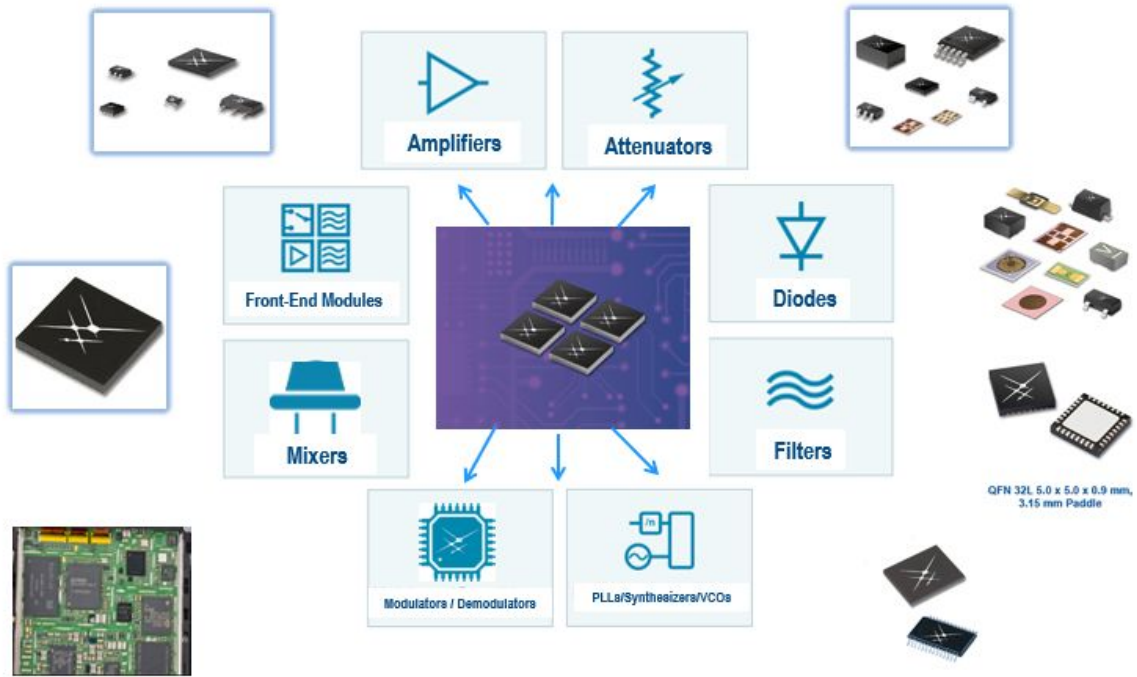 Amplifiers
Attenuators
Front-End Modules
Diodes
Mixers
Filters
QFN 32L 5.0 x 5.0 x 0.9 mm,
3.15 mm Paddle
/n
Modulators / Demodulators
PLLs/Synthesizers/VCOs